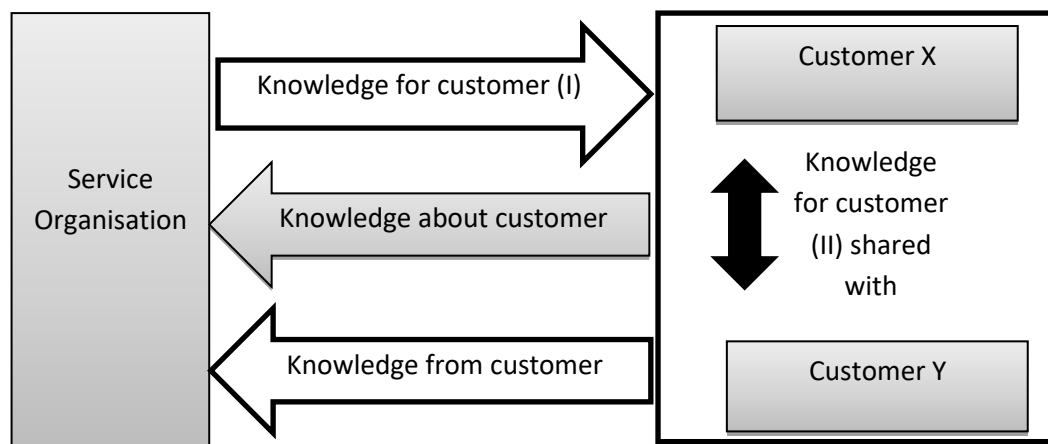 Service
Organisation
Knowledge for customer (I)
Knowledge about customer
Knowledge from customer
Customer X
Knowledge
for customer
(II) shared
with
Customer Y